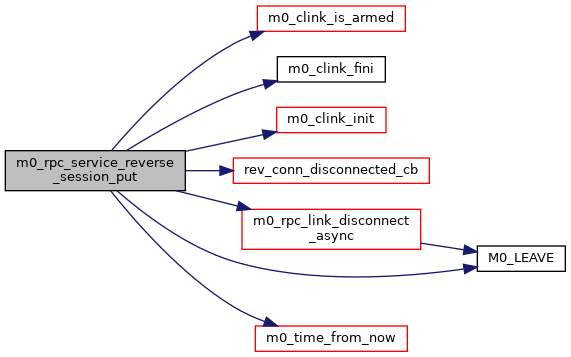 m0_clink_is_armed
m0_clink_fini
m0_clink_init
m0_rpc_service_reverse
_session_put
rev_conn_disconnected_cb
m0_rpc_link_disconnect
_async
M0_LEAVE
m0_time_from_now